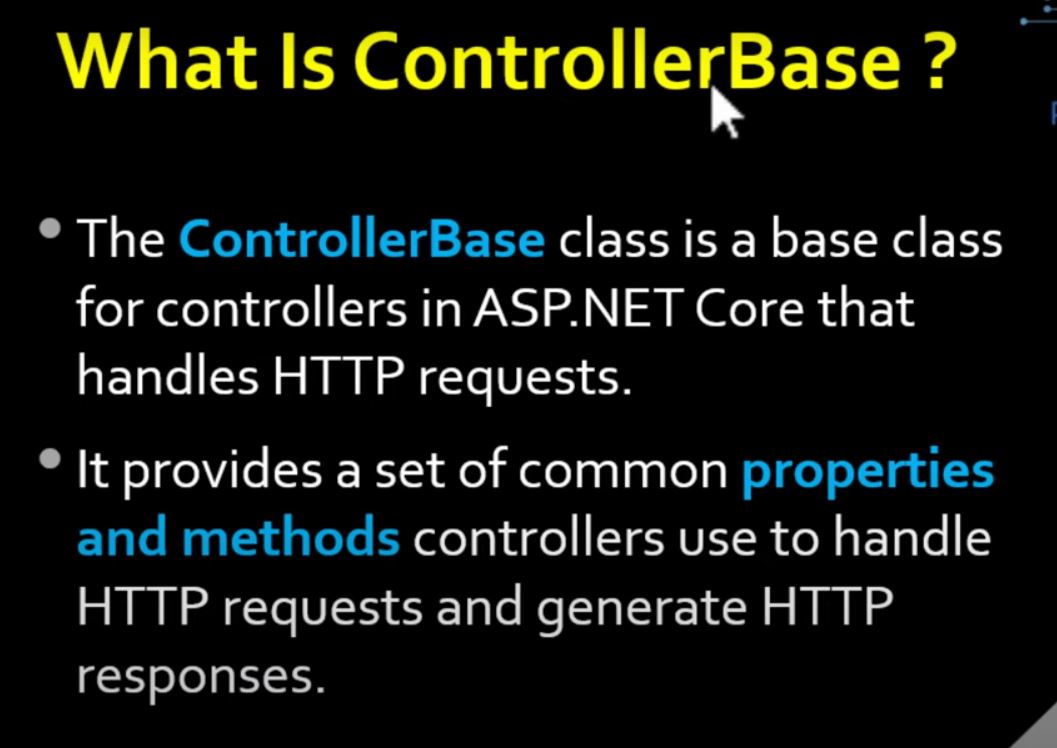 What Is ControllerBase ?
• The ControllerBase class is a base class
for controllers in ASP.NET Core that
handles HTTP requests.
• It provides a set of common properties
and methods controllers use to handle
HTTP requests and generate HTTP
responses.